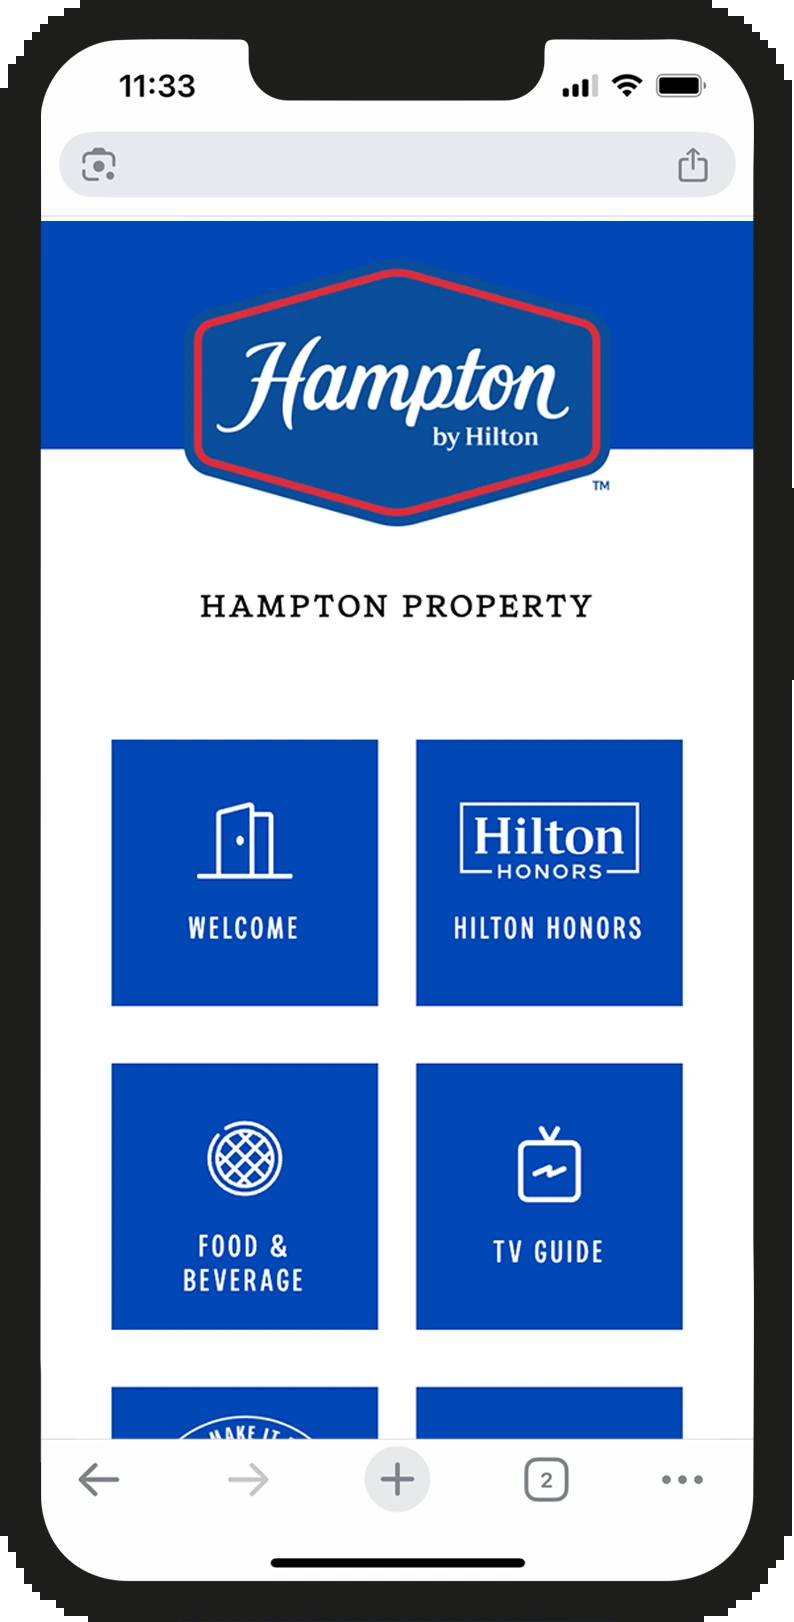 11:33
Hampton
by Hilton
TM
HAMPTON PROPERTY
WELCOME
Hilton
HONORS
HILTON HONORS
FOOD &
BEVERAGE
TV GUIDE
MAKE IT
2